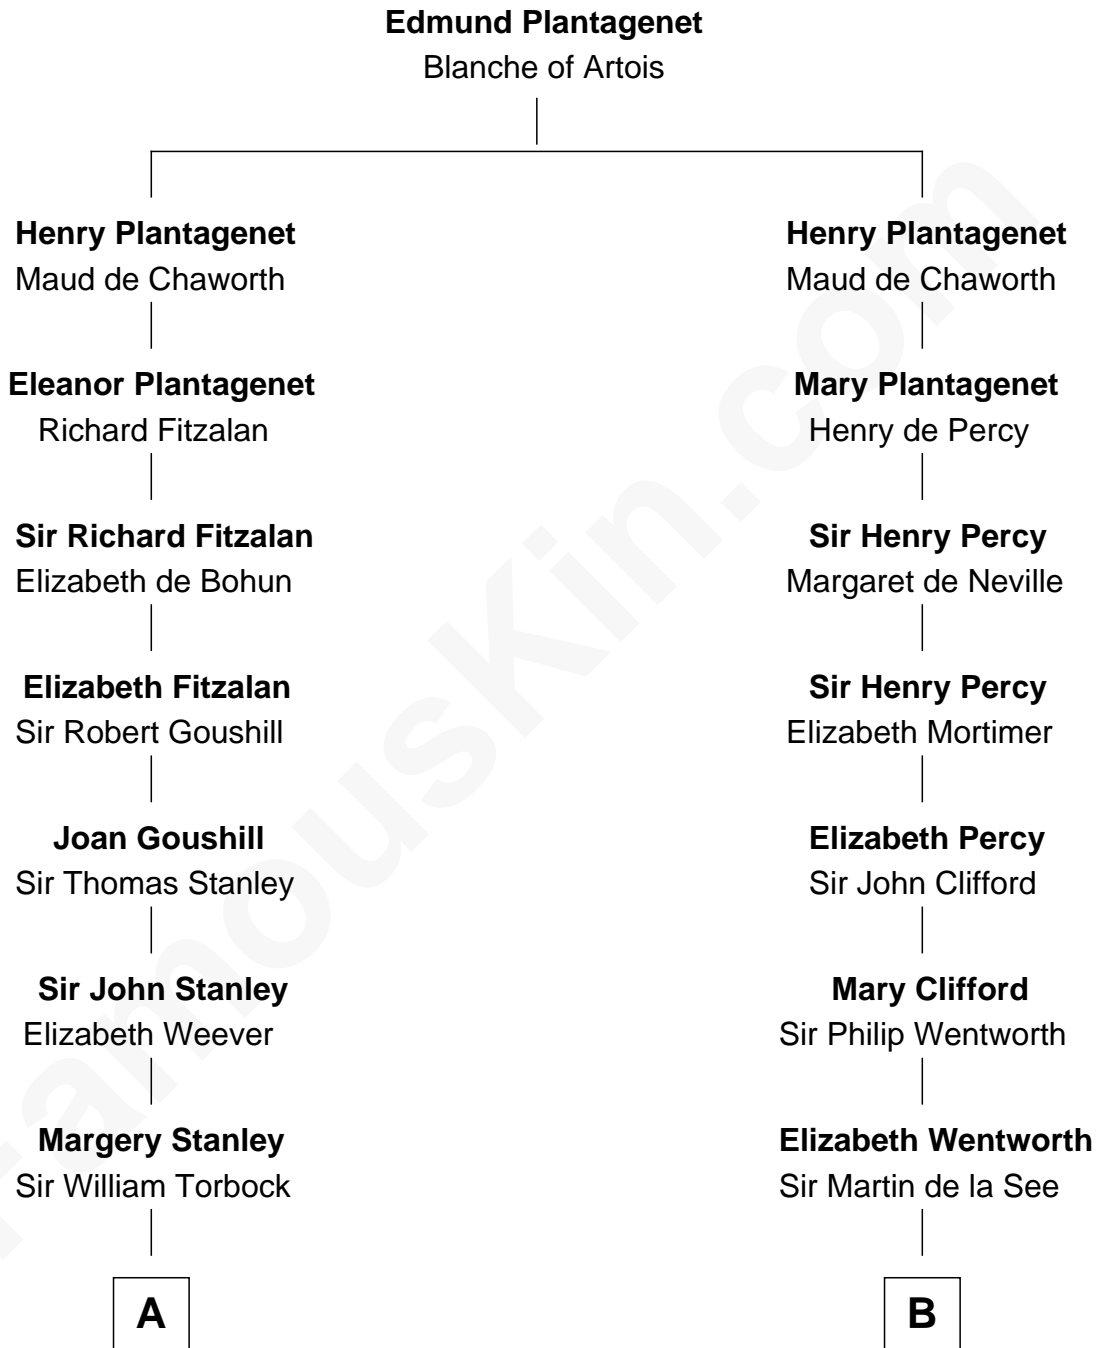 Edmund Plantagenet
Blanche of Artois
Henry Plantagenet
Maud de Chaworth
Henry Plantagenet
Maud de Chaworth
Eleanor Plantagenet
Richard Fitzalan
Mary Plantagenet
Henry de Percy
Sir Richard Fitzalan
Elizabeth de Bohun
Sir Henry Percy
Margaret de Neville
Elizabeth Fitzalan
Sir Robert Goushill
Sir Henry Percy
Elizabeth Mortimer
Joan Goushill
Sir Thomas Stanley
Elizabeth Percy
Sir John Clifford
Sir John Stanley
Elizabeth Weever
Mary Clifford
Sir Philip Wentworth
Margery Stanley
Sir William Torbock
Elizabeth Wentworth
Sir Martin de la See
A
B
FamousKin.com